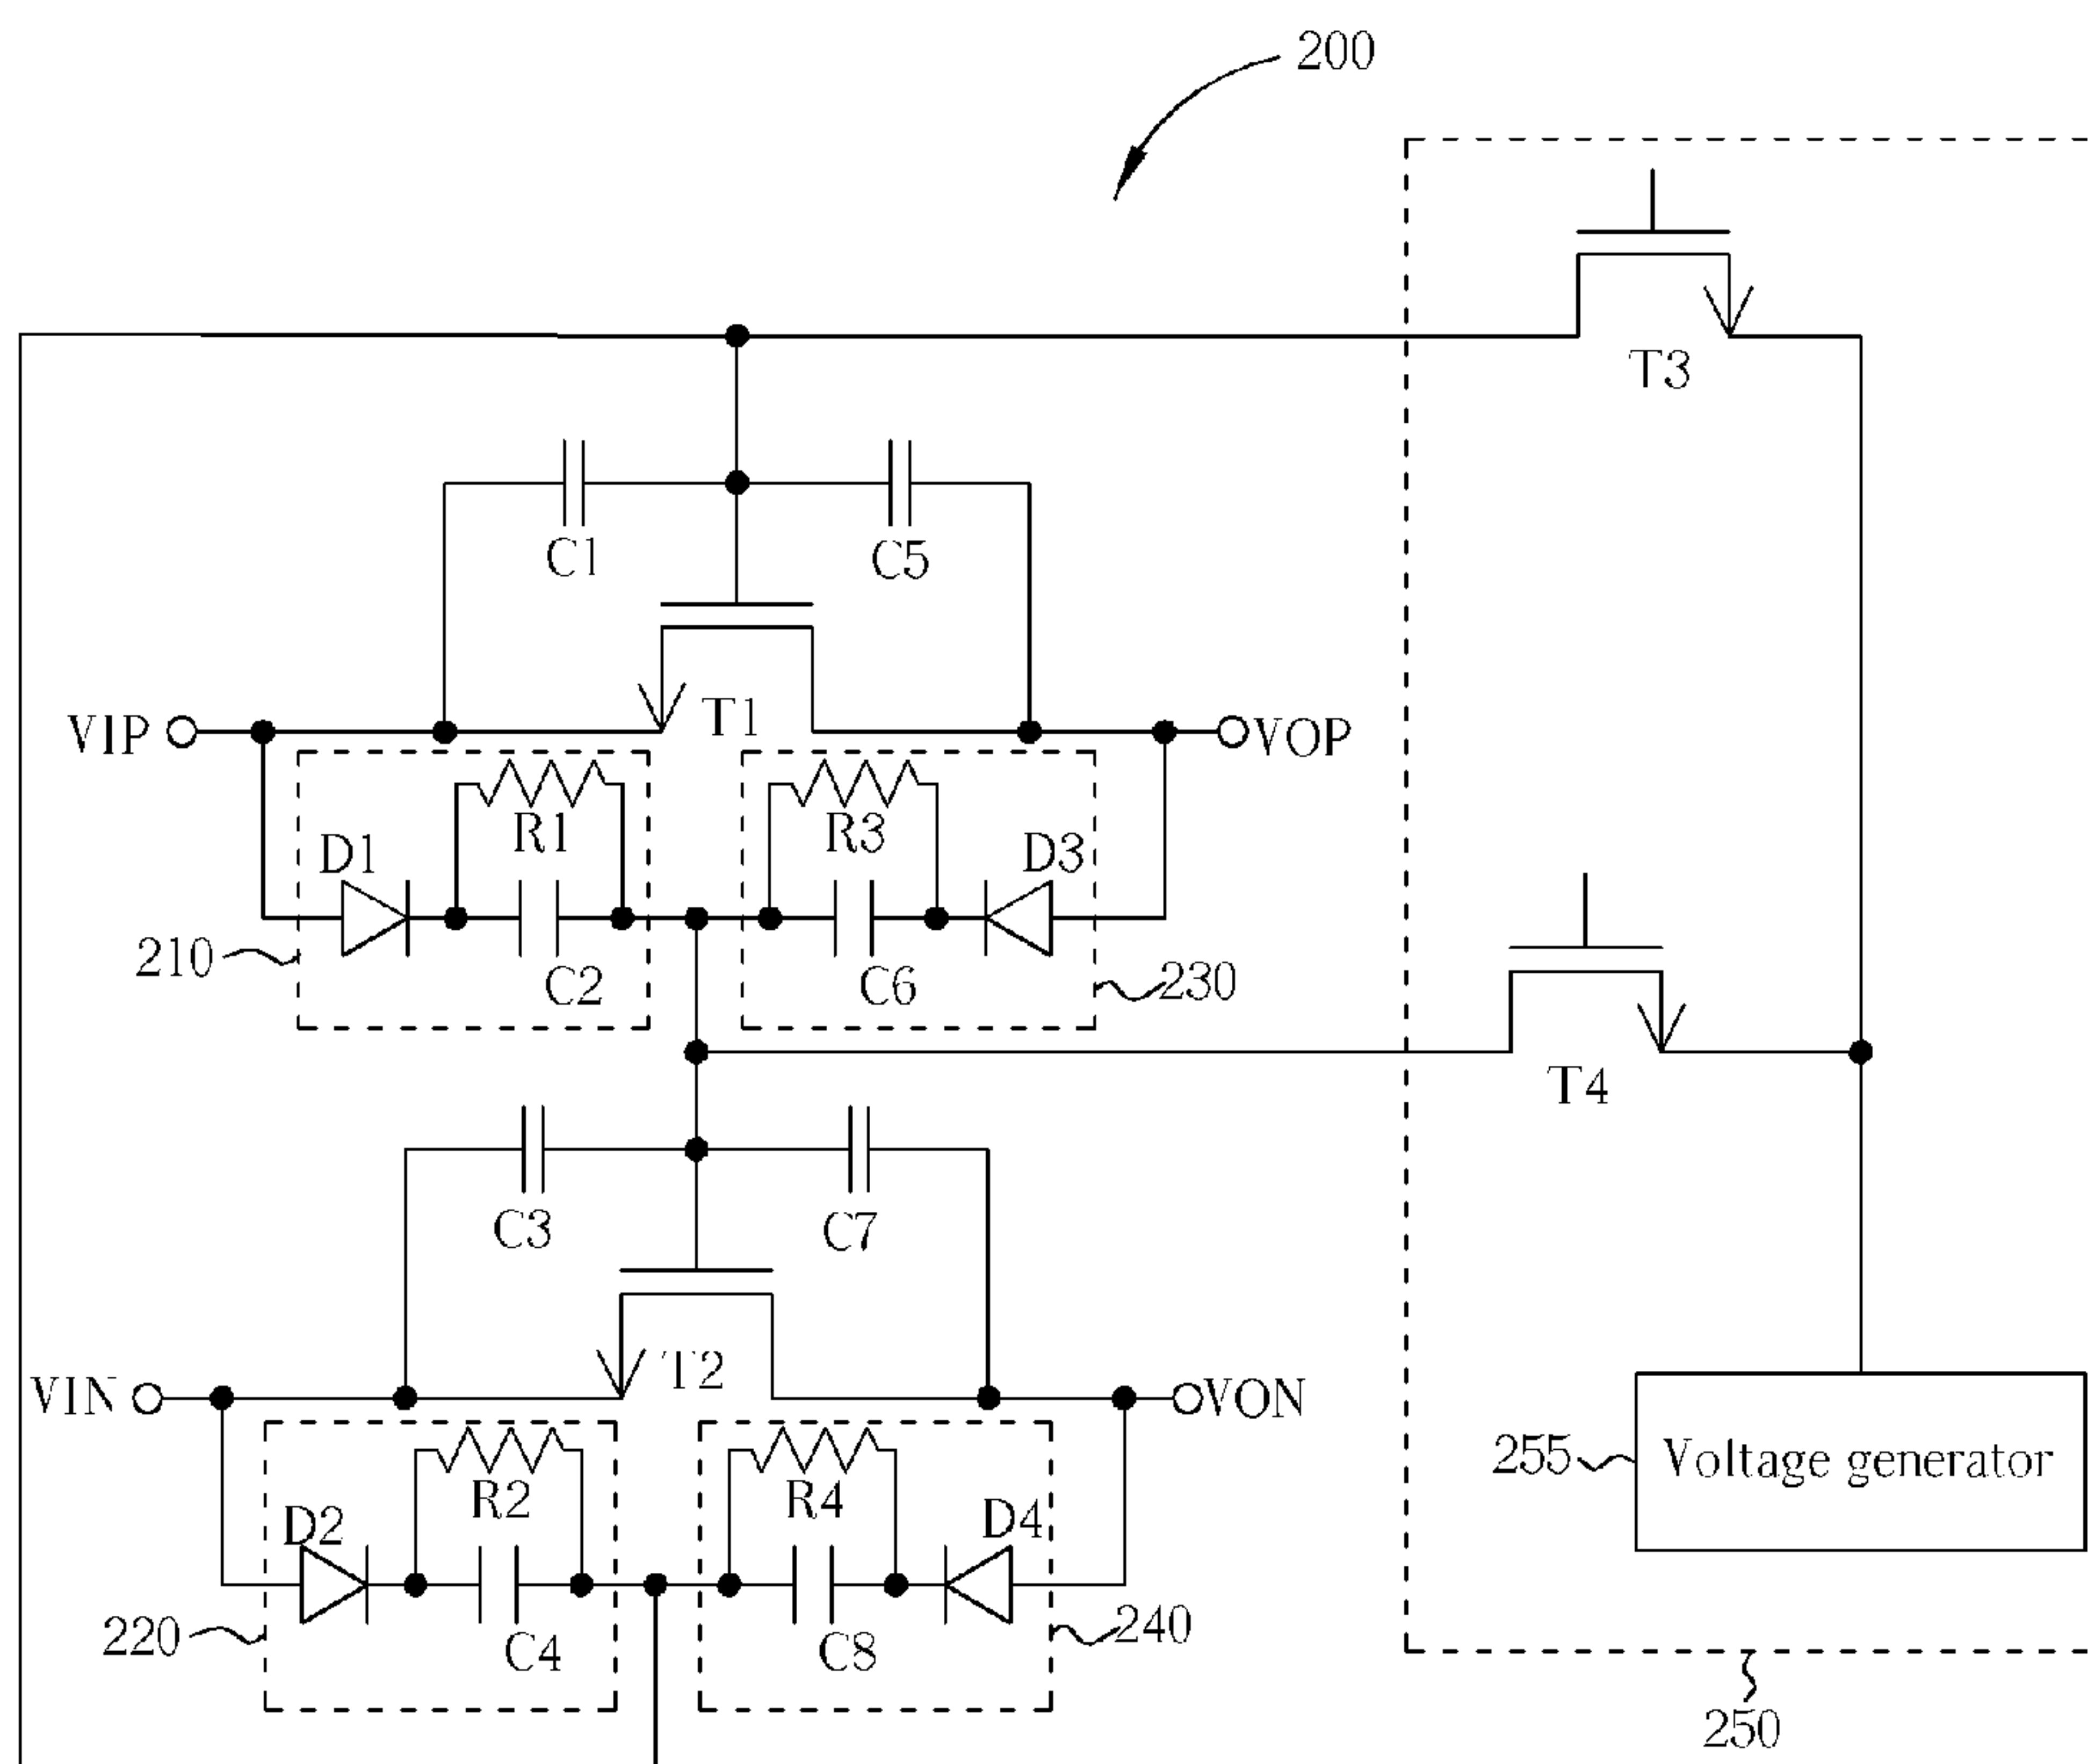 200
T3
C1
C5
VIP
T1
VOP
R1
R3
D1
D3
210
C2
C6
230
T4
C3
C7
VIN
T2
VON
255
Voltage generator
R2
R4
D2
D4
220
C4
C8
240
250